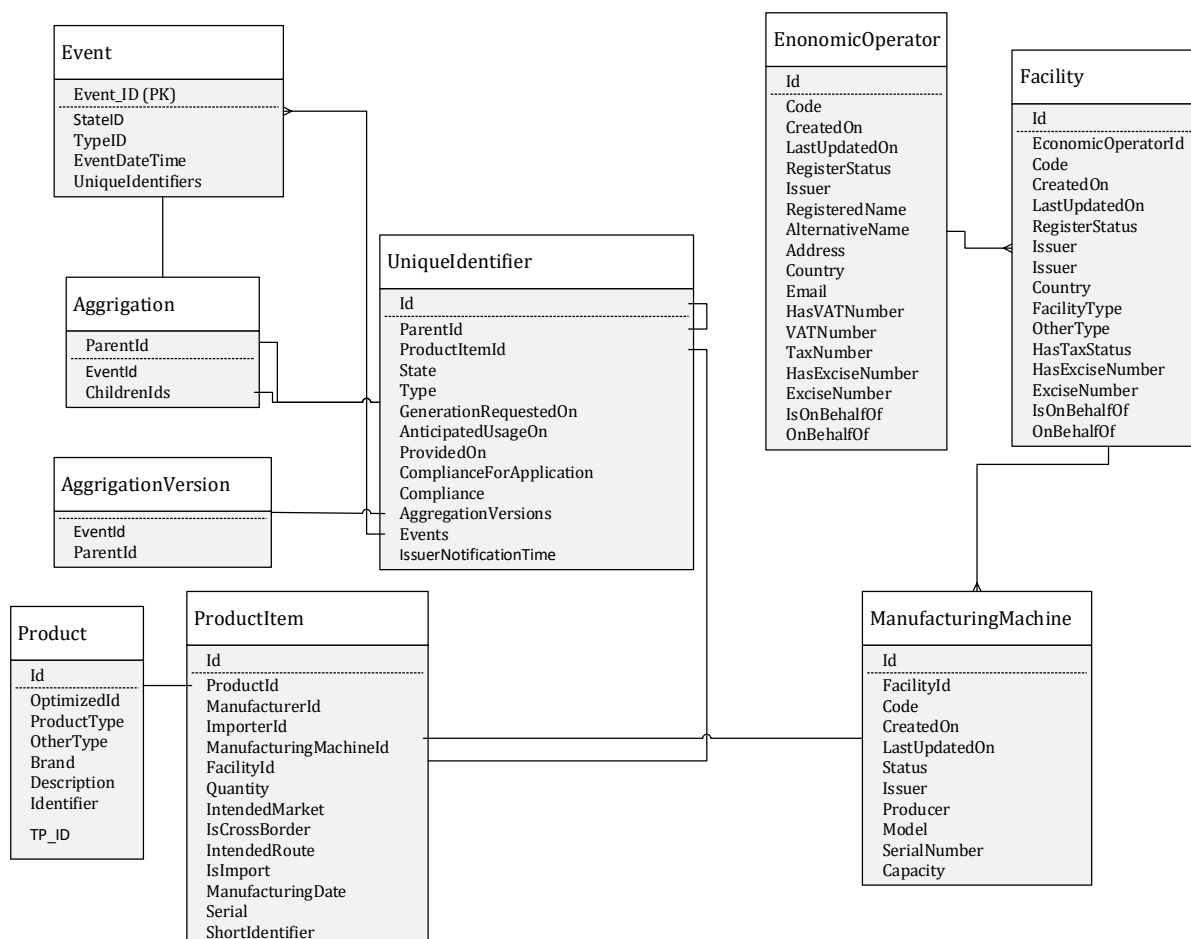 Event
Event_ID (PK)
StateID
TypeID
EventDateTime
UniqueIdentifiers
Aggrigation
ParentId
EventId
ChildrenIds
AggrigationVersion
EventId
ParentId
UniqueIdentifier
Id
ParentId
ProductItemId
State
Type
GenerationRequestedOn
AnticipatedUsageOn
ProvidedOn
ComplianceForApplication
Compliance
AggregationVersions
Events
IssuerNotificationTime
EnonomicOperator
Id
Code
CreatedOn
LastUpdatedOn
RegisterStatus
Issuer
RegisteredName
AlternativeName
Address
Country
Email
HasVATNumber
VATNumber
TaxNumber
HasExciseNumber
ExciseNumber
IsOnBehalfOf
OnBehalfOf
Facility
Id
EconomicOperatorId
Code
CreatedOn
LastUpdatedOn
RegisterStatus
Issuer
Issuer
Country
FacilityType
OtherType
HasTaxStatus
HasExciseNumber
ExciseNumber
IsOnBehalfOf
OnBehalfOf
Product
Id
OptimizedId
ProductType
OtherType
Brand
Description
Identifier
TP_ID
ProductItem
Id
ProductId
ManufacturerId
ImporterId
ManufacturingMachineId
FacilityId
Quantity
IntendedMarket
IsCrossBorder
IntendedRoute
IsImport
ManufacturingDate
Serial
ShortIdentifier
ManufacturingMachine
Id
FacilityId
Code
CreatedOn
LastUpdatedOn
Status
Issuer
Producer
Model
SerialNumber
Capacity